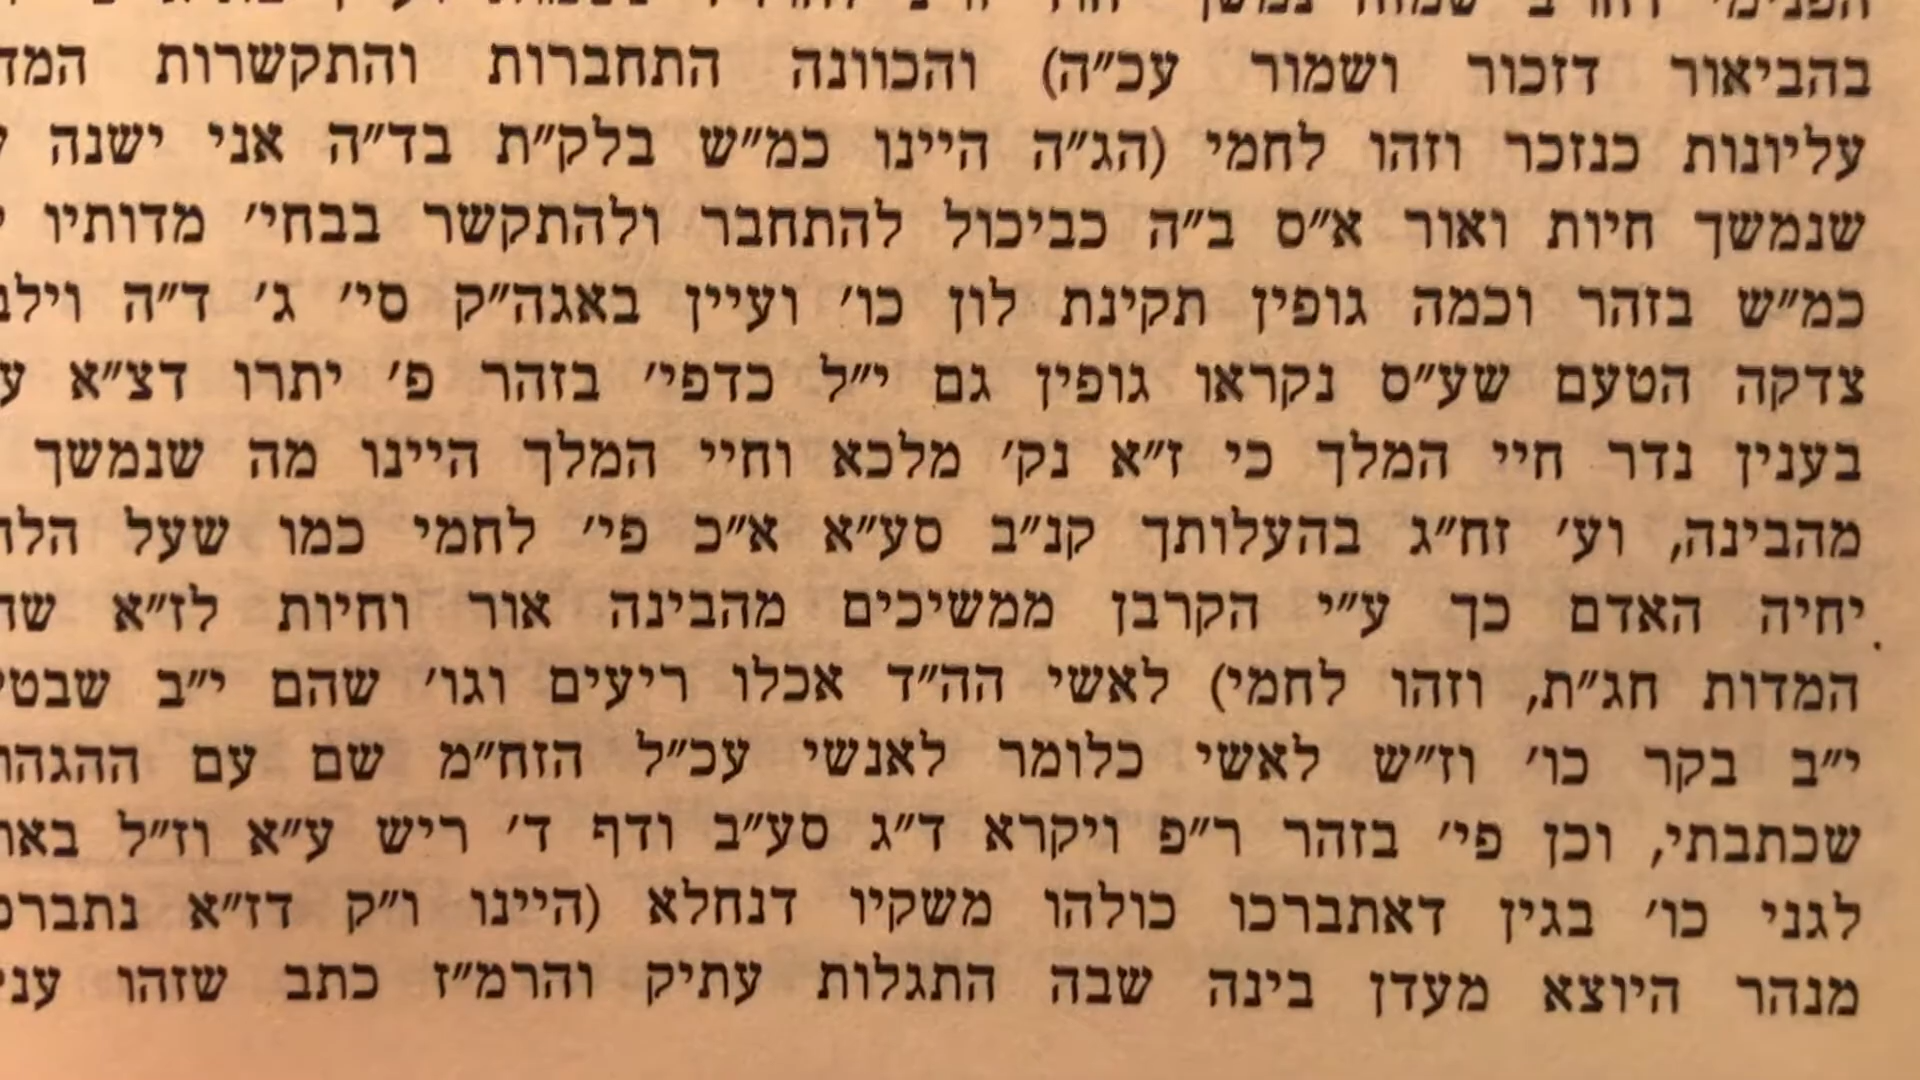 בהביאור דזכור ושמור עכ״ה) והכוונה התחברות והתקשרות
עליונות כנזכר וזהו לחמי (הג״ה היינו כמ״ש בלק״ת בד״ה אני ישנה
שנמשך חיות ואור א״ס ב״ה כביכול להתחבר ולהתקשר בבחי׳ מדותיו
כמ״ש בזהר וכמה גופין תקינת לון כו׳ ועיין באגה״ק סי׳ ג׳ ד״ה
צדקה הטעם שע״ס נקראו גופין גם י״ל כדפי׳ בזהר פ׳ יתרו דצ״א
בענין נדר חיי המלך כי ז״א נק׳ מלכא וחיי המלך היינו מה שנמשך
מהבינה, וע׳ זח״ג בהעלותך קנ״ב סע״א א״כ פי׳ לחמי כמו שעל
יחיה האדם כך ע״י הקרבן ממשיכים מהבינה אור וחיות לז״א
המדות חג״ת, וזהו לחמי) לאשי הה״ד אכלו ריעים וגו׳ שהם י״ב
י״ב בקר כו׳ וז״ש לאשי כלומר לאנשי עכ״ל הזח״מ שם עם
שכתבתי, וכן פי׳ בזהר ר״פ ויקרא ד״ג סע״ב ודף ד׳ ריש ע״א וז״ל
לגני כו׳ בגין דאתברכו כולהו משקיו דנחלא (היינו ו״ק דז״א
מנהר היוצא מעדן בינה שבה התגלות עתיק והרמ״ז כתב שזהו